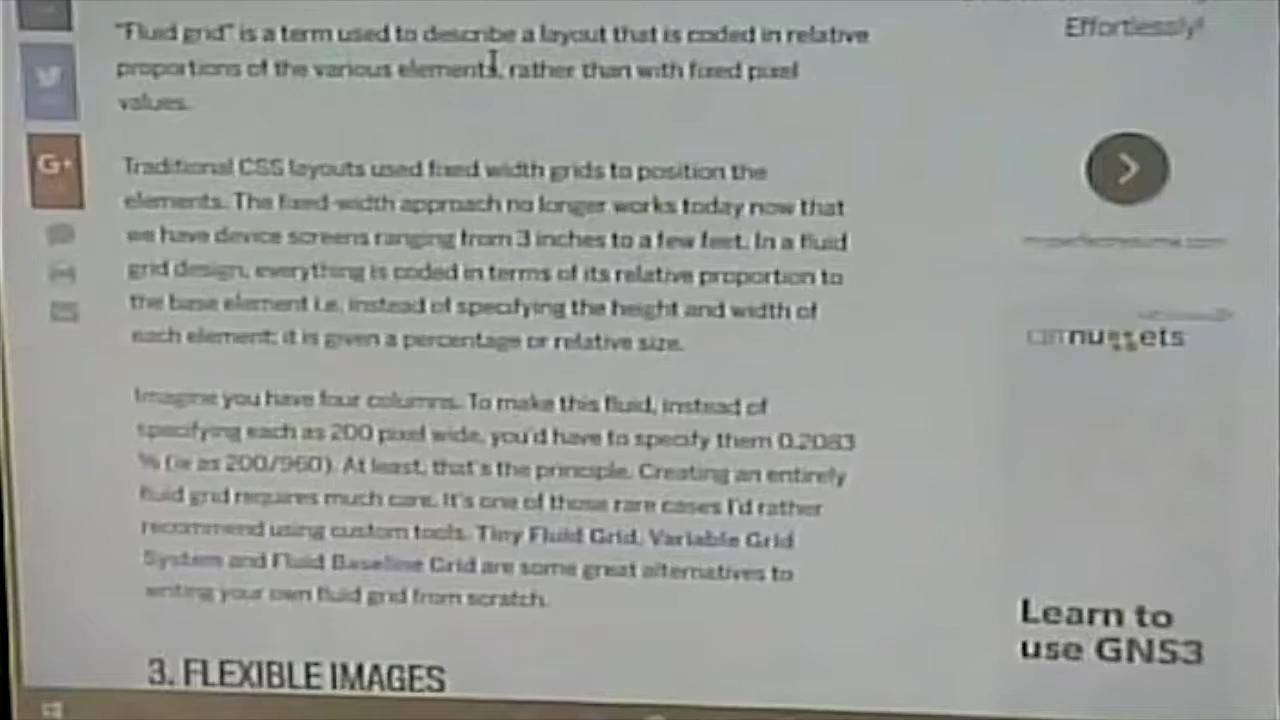 "Fluid grid" is a term used to describe a layout that is coded in relative
proportions of the various elements, rather than with fixed pixel
values.
Traditional CSS layouts used fixed width grids to position the
elements. The fixed-width approach no longer works today now that
we have device screens ranging from 3 inches to a few feet. In a fluid
grid design, everything is coded in terms of its relative proportion to
the base element i.e. instead of specifying the height and width of
each element; it is given a percentage or relative size.
Imagine you have four columns. To make this fluid, instead of
specifying each as 200 pixel wide, you'd have to specify them 0.2083
% (ie as 200/960). At least, that's the principle. Creating an entirely
fluid grid requires much care. It's one of those rare cases I'd rather
recommend using custom tools. Tiny Fluid Grid, Variable Grid
System and Fluid Baseline Grid are some great alternatives to
writing your own fluid grid from scratch.
3. FLEXIBLE IMAGES
G+
Effortlessly
cbtnuggets
Learn to
use GNS3